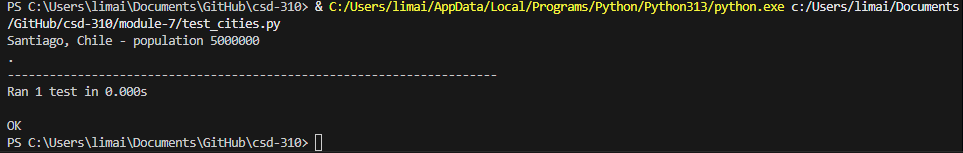 PS C:\Users\limai\Documents\GitHub\csd-310> & C:/Users/limai/AppData/Local/Programs/Python/Python313/python.exe c:/Users/limai/Documents
/GitHub/csd-310/module-7/test_cities.py
Santiago, Chile - population 5000000
.
----------------------------------------------------------------------
Ran 1 test in 0.000s
OK
PS C:\Users\limai\Documents\GitHub\csd-310>